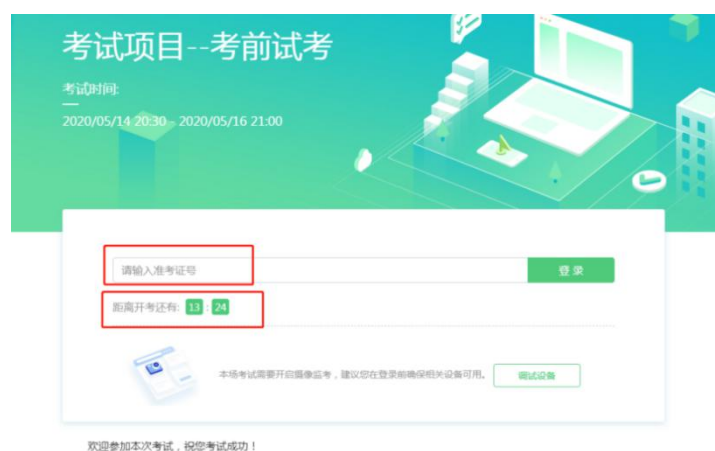 考试项目--考前试考
考试时间:
2020/05/14 20:30 - 2020/05/16 21:00
请输入准考证号
登 录
距离开考还有: 13 : 24
本场考试需要开启摄像监考，建议您在登录前确保相关设备可用。
调试设备
欢迎参加本次考试，祝您考试成功！